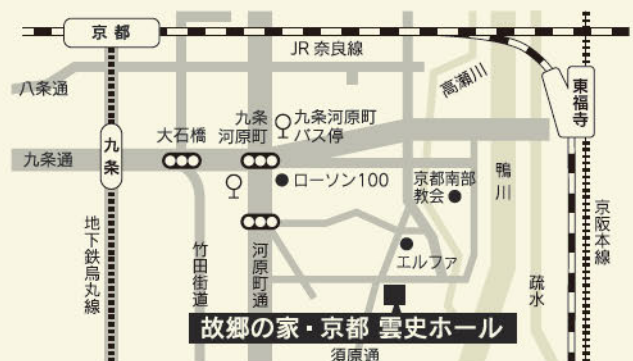 京都
JR 奈良線
八条通
高瀬川
東福寺
大石橋
九条
河原町
九条河原町
バス停
九条通
九条
ローソン100
京都南部
教会
鴨川
京阪本線
地下鉄烏丸線
竹田街道
河原町通
エルファ
疏水
故郷の家・京都 雲史ホール
須原通